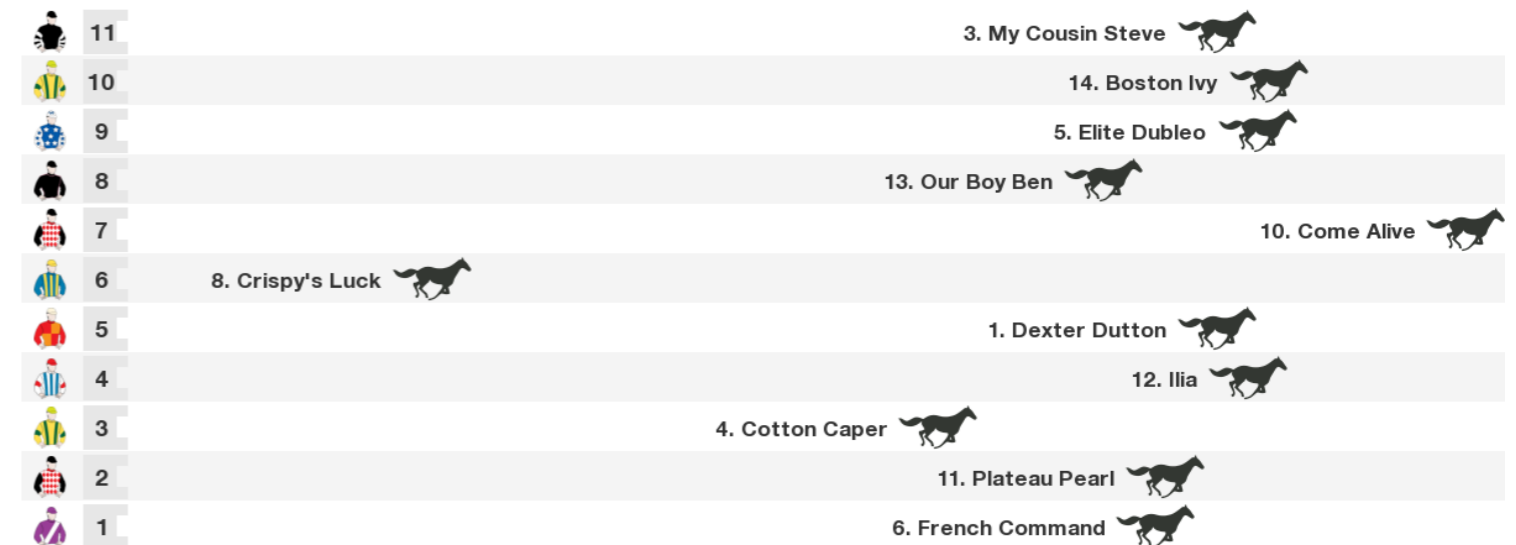 11 3. My Cousin Steve
10 14. Boston Ivy
9 5. Elite Dubleo
8 13. Our Boy Ben
7 10. Come Alive
6 8. Crispy's Luck
5 1. Dexter Dutton
4 12. Ilia
3 4. Cotton Caper
2 11. Plateau Pearl
1 6. French Command